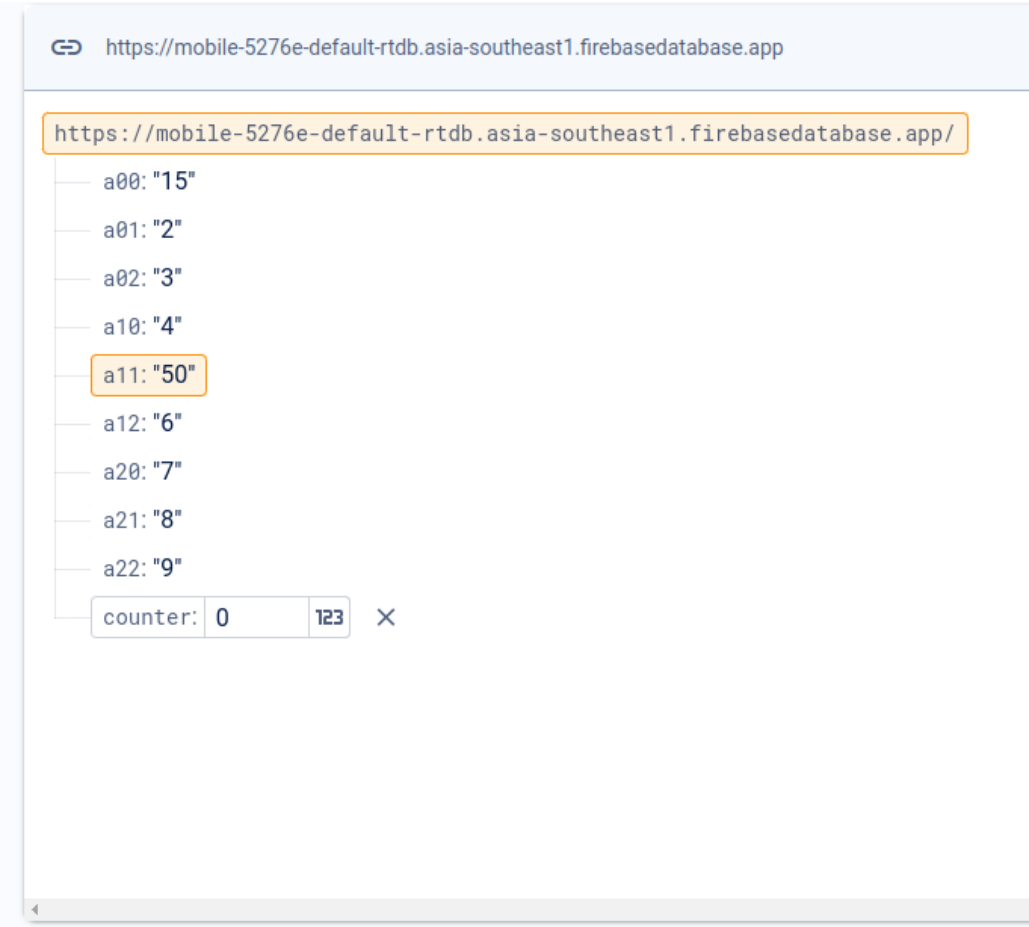 https://mobile-5276e-default-rtdb.asia-southeast1.firebasedatabase.app
https://mobile-5276e-default-rtdb.asia-southeast1.firebasedatabase.app/
a00: "15"
a01: "2"
a02: "3"
a10: "4"
a11: "50"
a12: "6"
a20: "7"
a21: "8"
a22: "9"
counter: 0 123